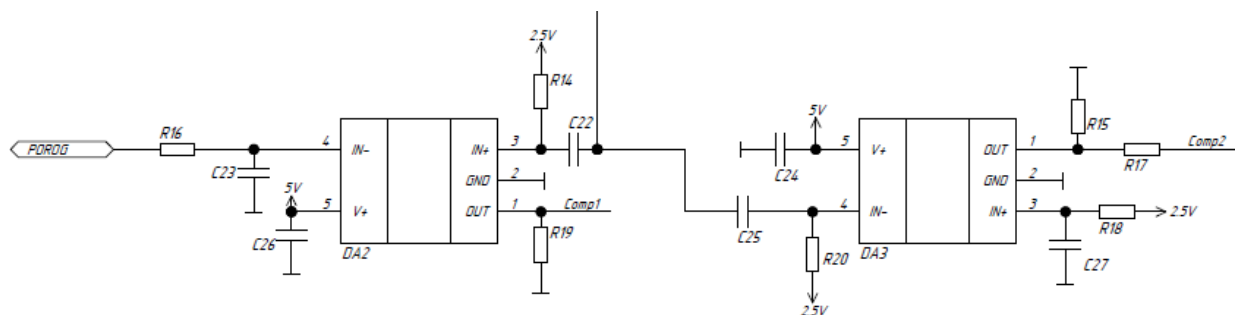 2.5V
R14
C22
POROG
R16
C23
4
IN-
IN+
3
GND
2
5V
5
V+
OUT
1
Comp1
C26
DA2
R19
5V
C24
5
V+
OUT
1
R15
R17
Comp2
GND
2
C25
4
IN-
IN+
3
R18
2.5V
R20
DA3
C27
2.5V